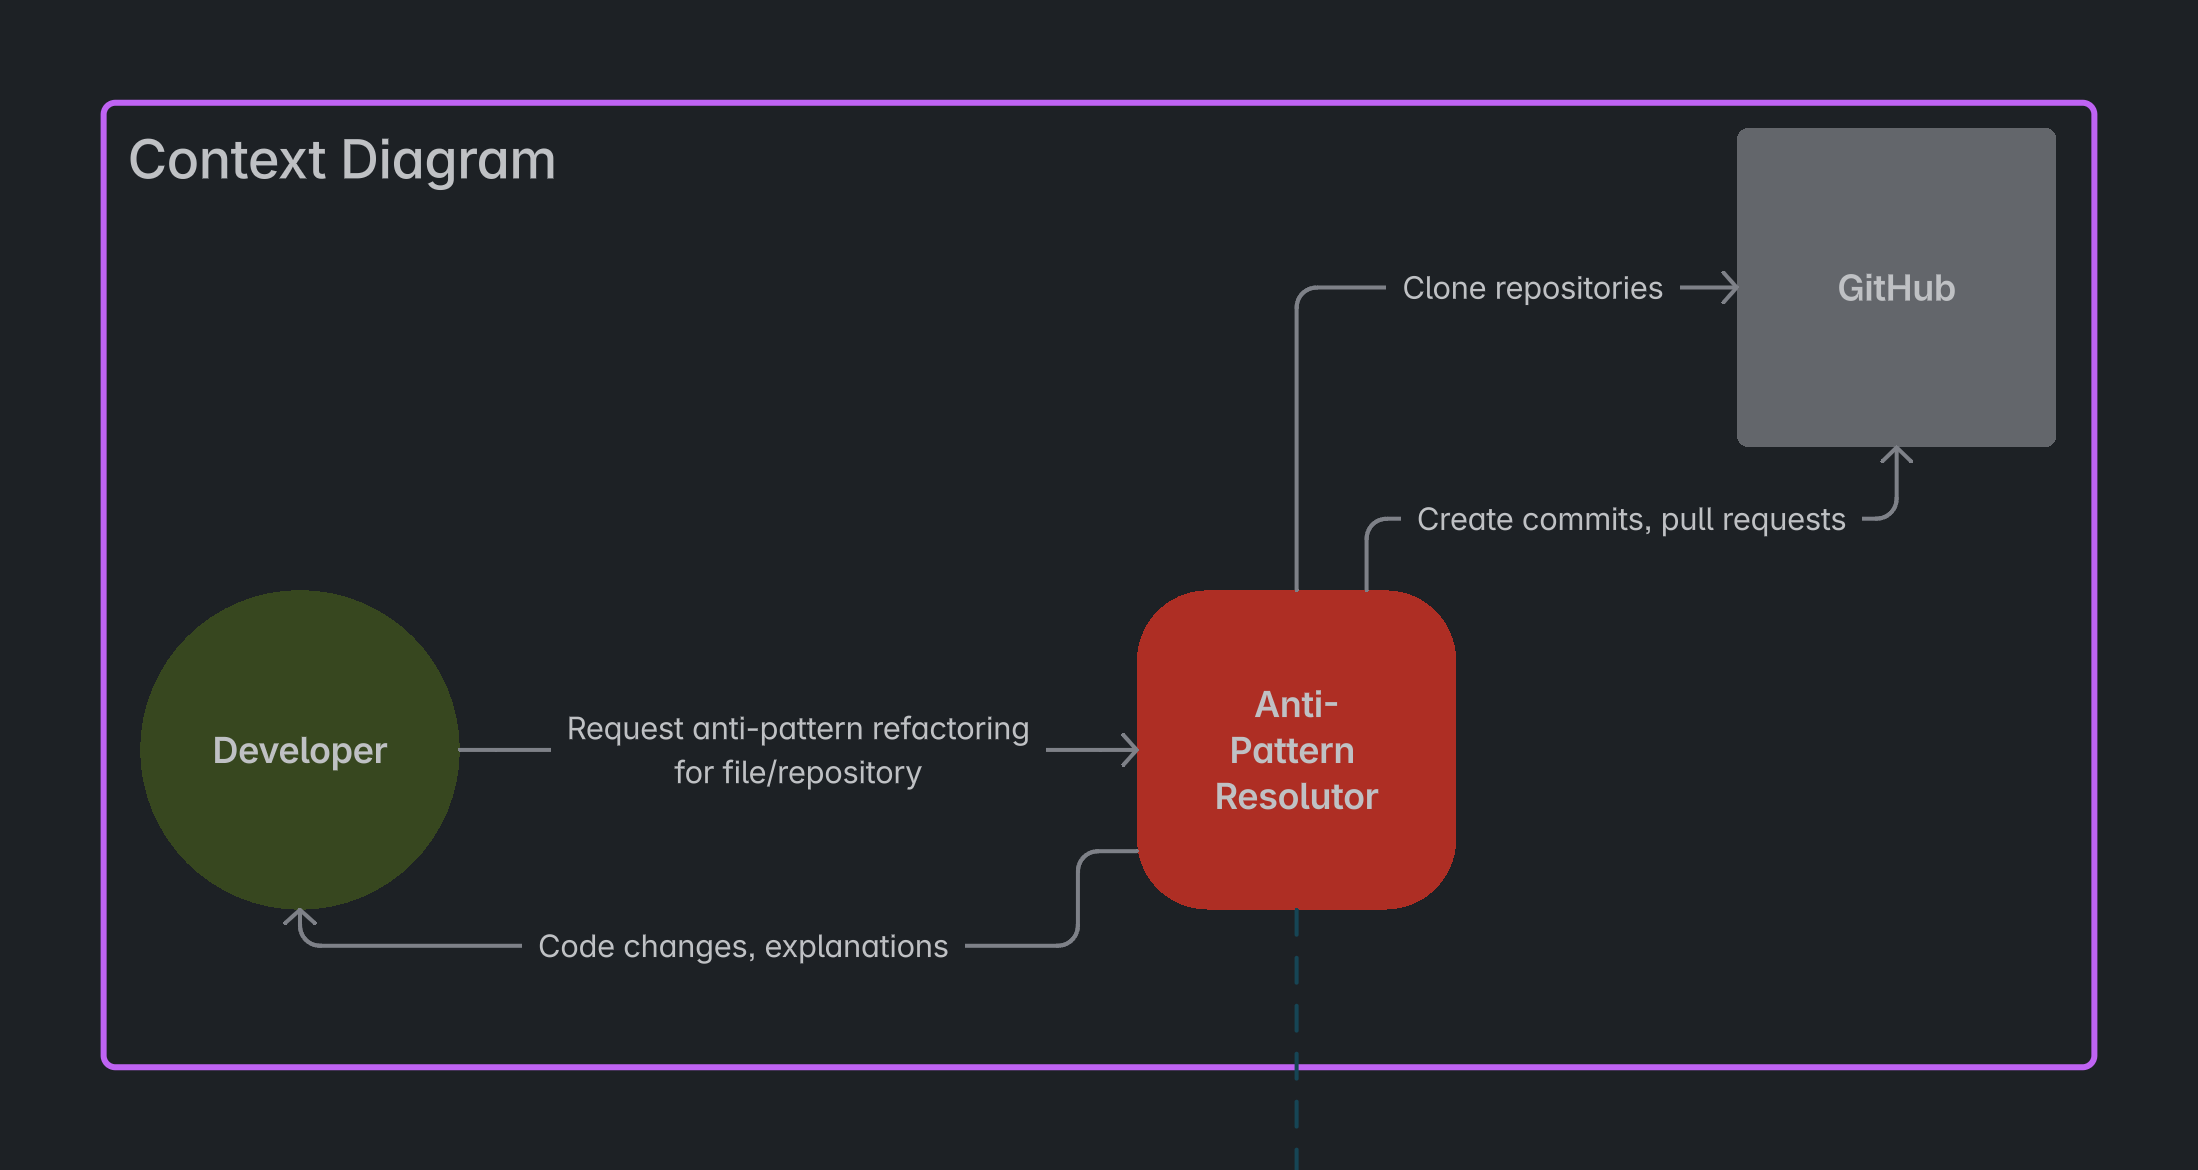 Context Diagram
Clone repositories
GitHub
Create commits, pull requests
Developer
Request anti-pattern refactoring
for file/repository
Anti-
Pattern
Resolutor
Code changes, explanations